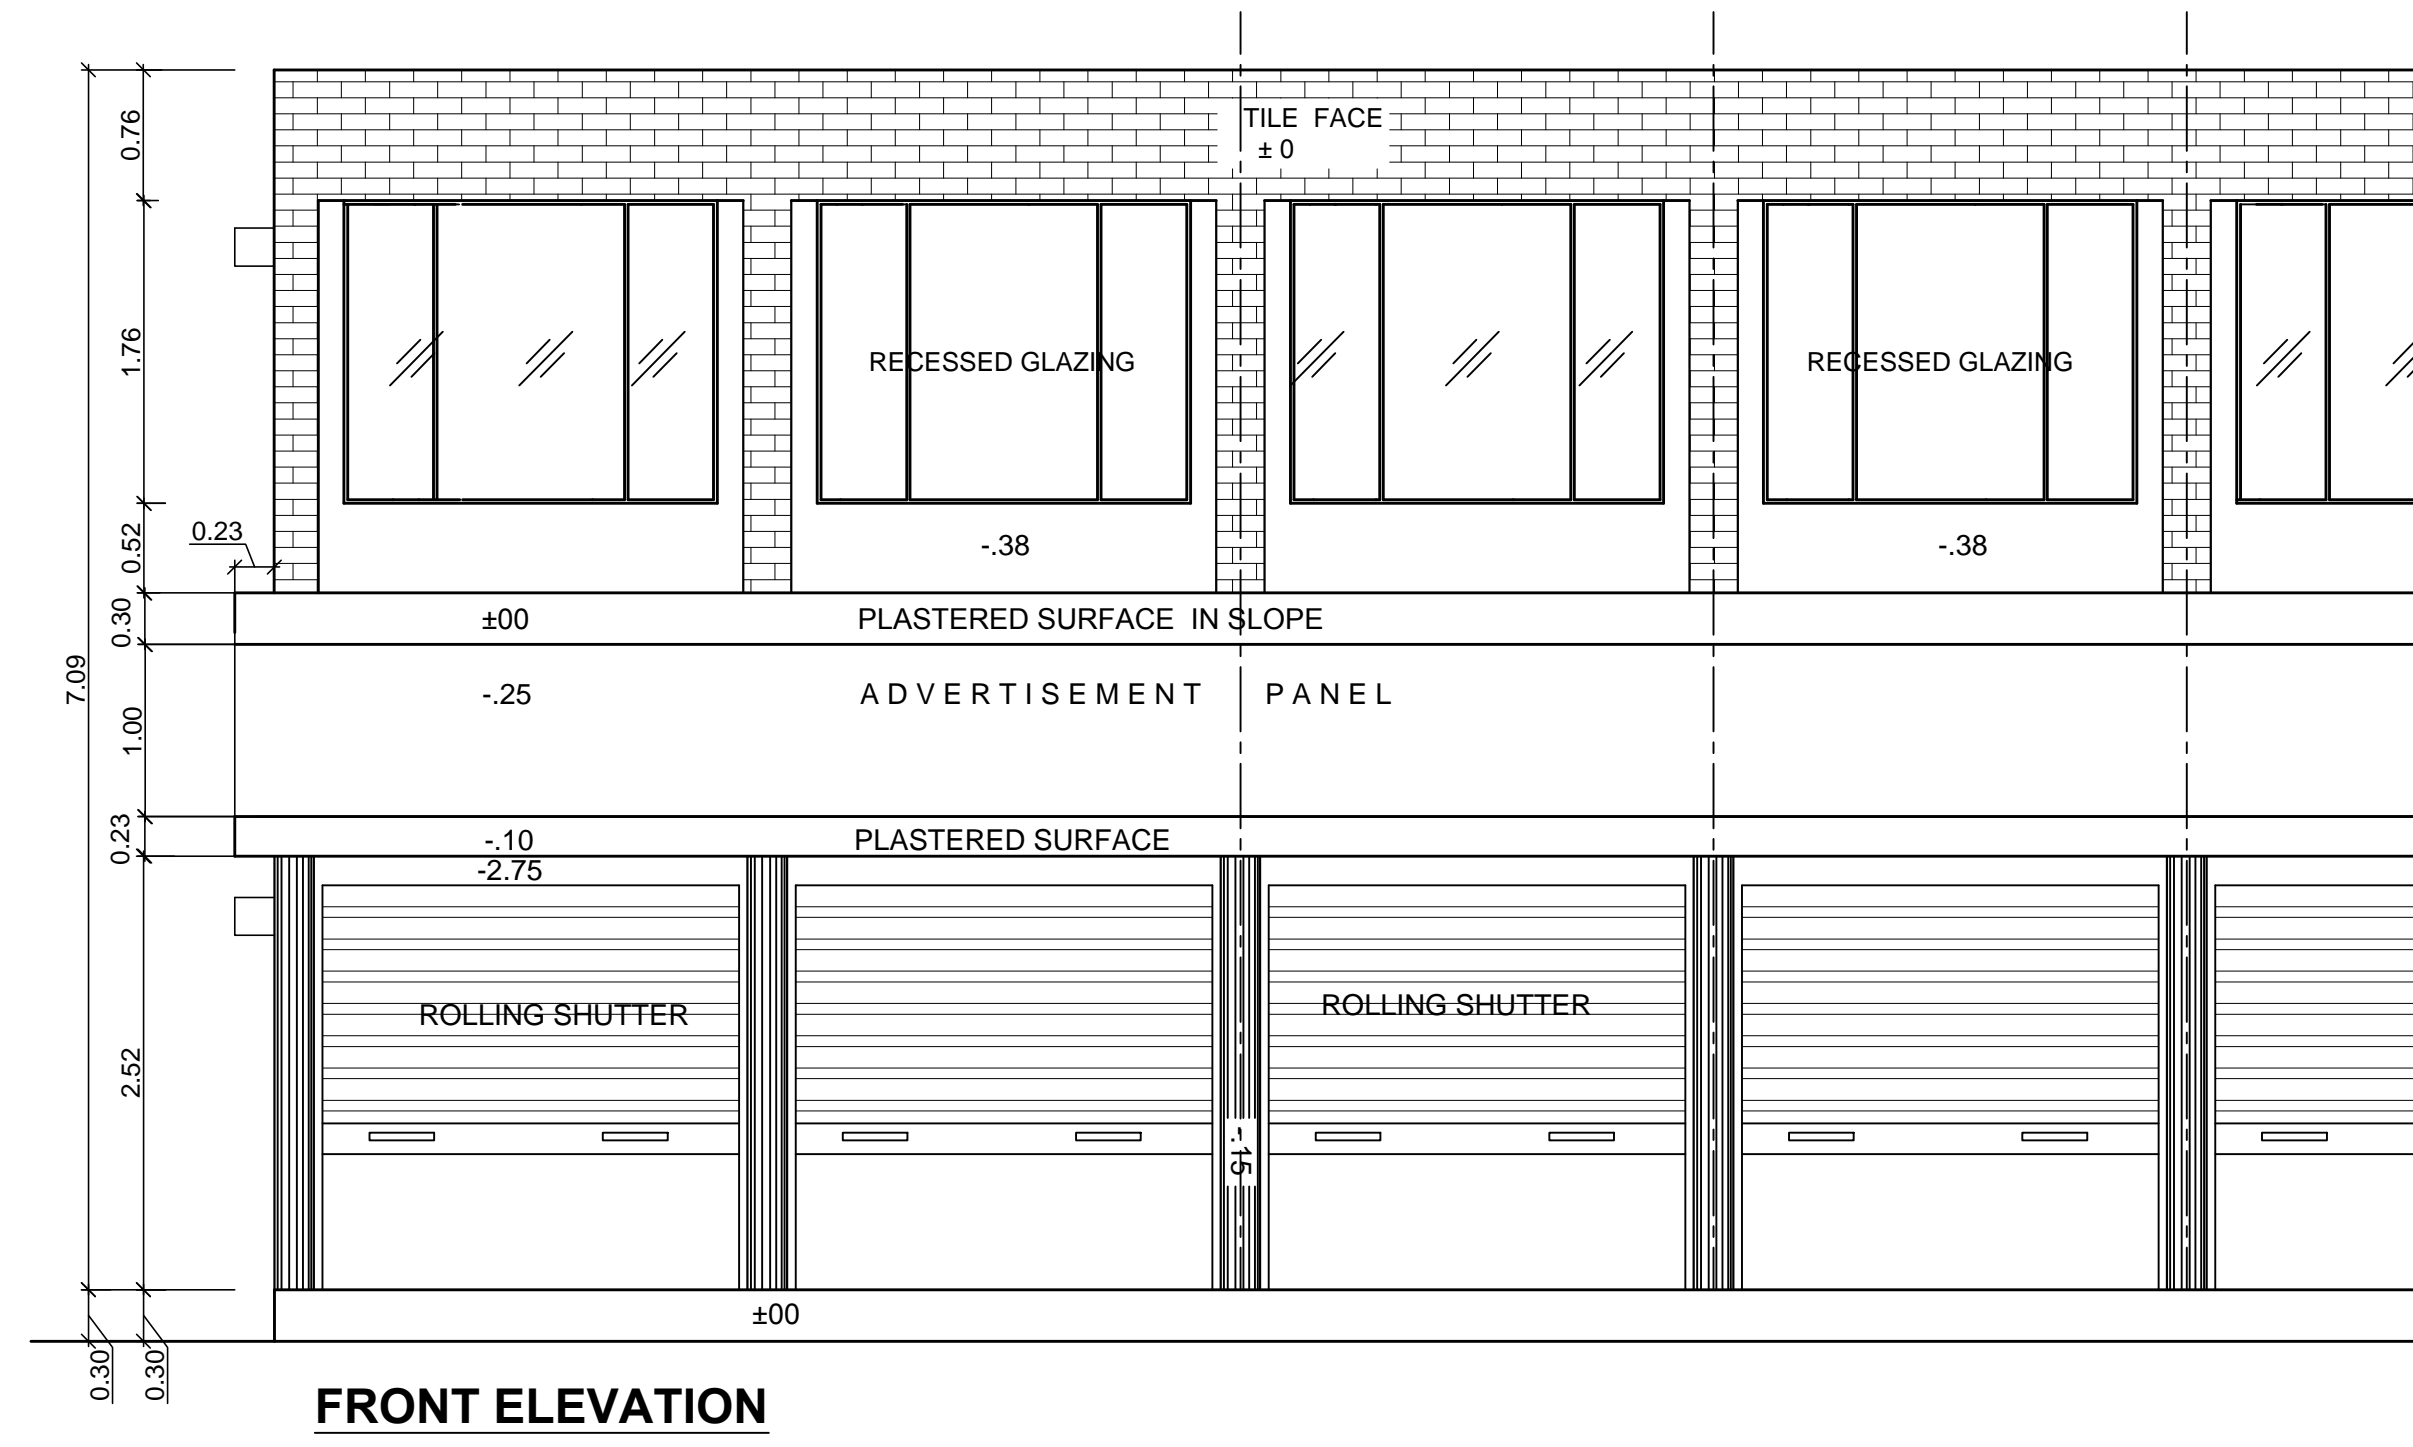 TILE FACE
± 0
0.76
1.76
RECESSED GLAZING
RECESSED GLAZING
0.52
0.23
-.38
-.38
0.30
±00
PLASTERED SURFACE IN SLOPE
7.09
1.00
-.25
ADVERTISEMENT PANEL
0.23
-.10
PLASTERED SURFACE
-2.75
ROLLING SHUTTER
ROLLING SHUTTER
2.52
-.15
±00
0.30
0.30
FRONT ELEVATION